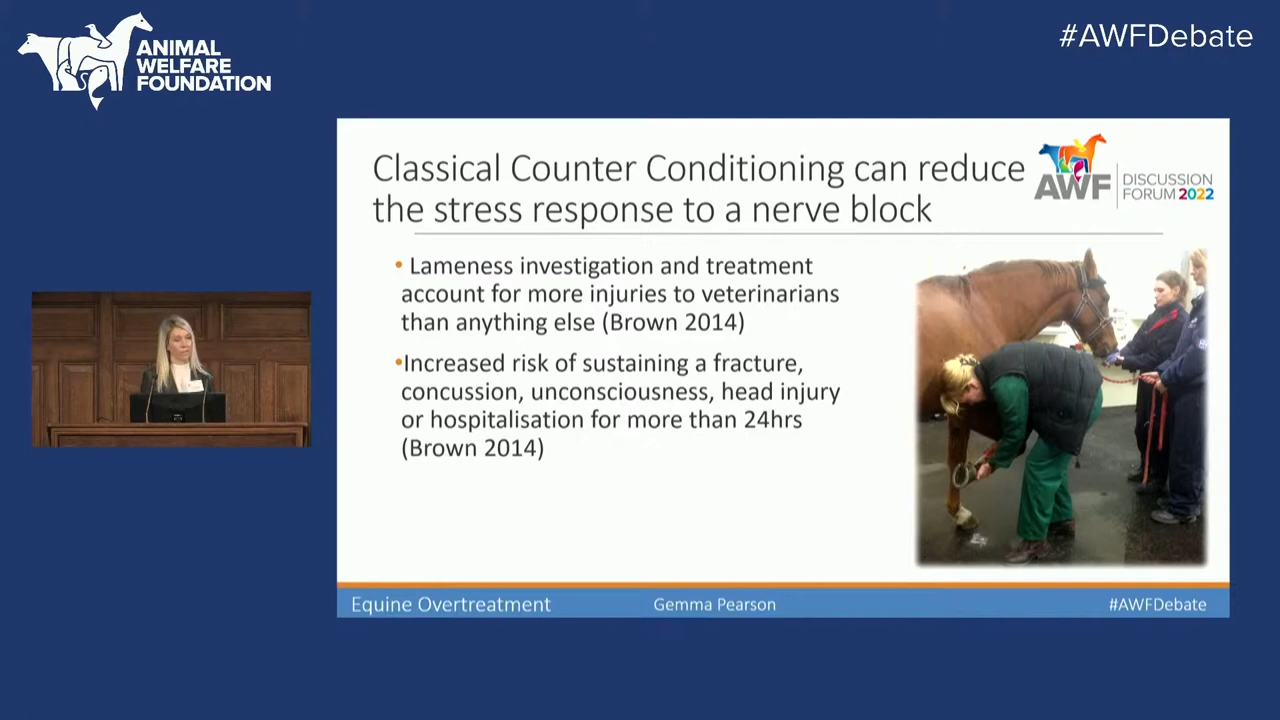 ANIMAL
WELFARE
FOUNDATION
#AWFDebate
Classical Counter Conditioning can reduce
the stress response to a nerve block
AWF
DISCUSSION
FORUM 2022
• Lameness investigation and treatment
account for more injuries to veterinarians
than anything else (Brown 2014)
•Increased risk of sustaining a fracture,
concussion, unconsciousness, head injury
or hospitalisation for more than 24hrs
(Brown 2014)
Equine Overtreatment
Gemma Pearson
#AWFDebate